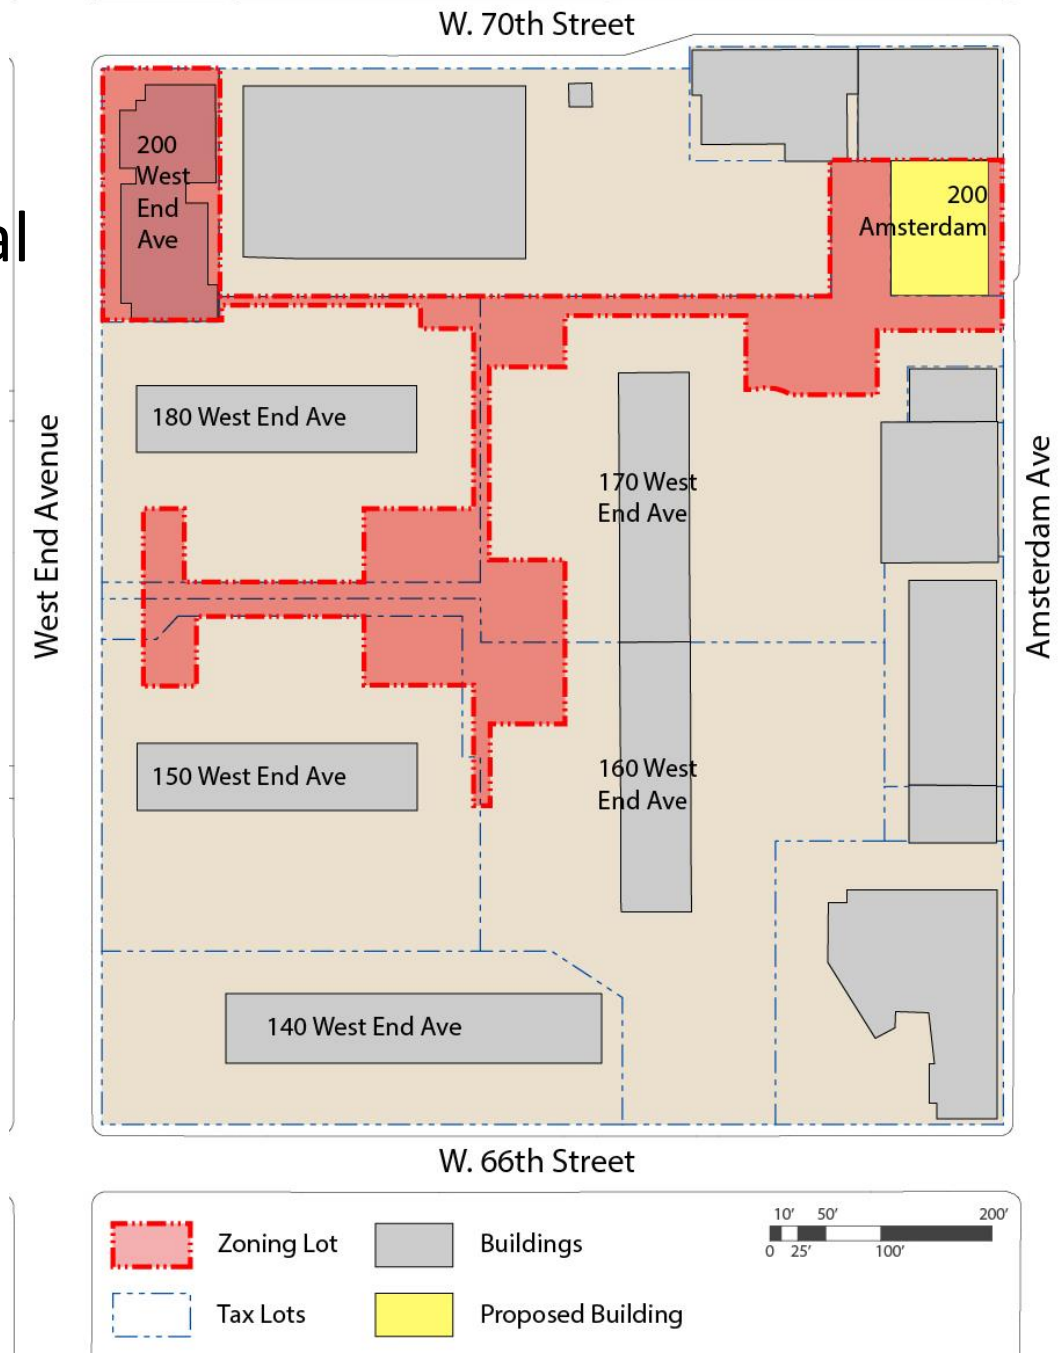 W. 70th Street
al
200
West
End
Ave
200
Amsterdam
180 West End Ave
170 West
End Ave
West End Avenue
Amsterdam Ave
150 West End Ave
160 West
End Ave
140 West End Ave
W. 66th Street
10' 50' 200'
0 25' 100'
Zoning Lot
Buildings
Tax Lots
Proposed Building